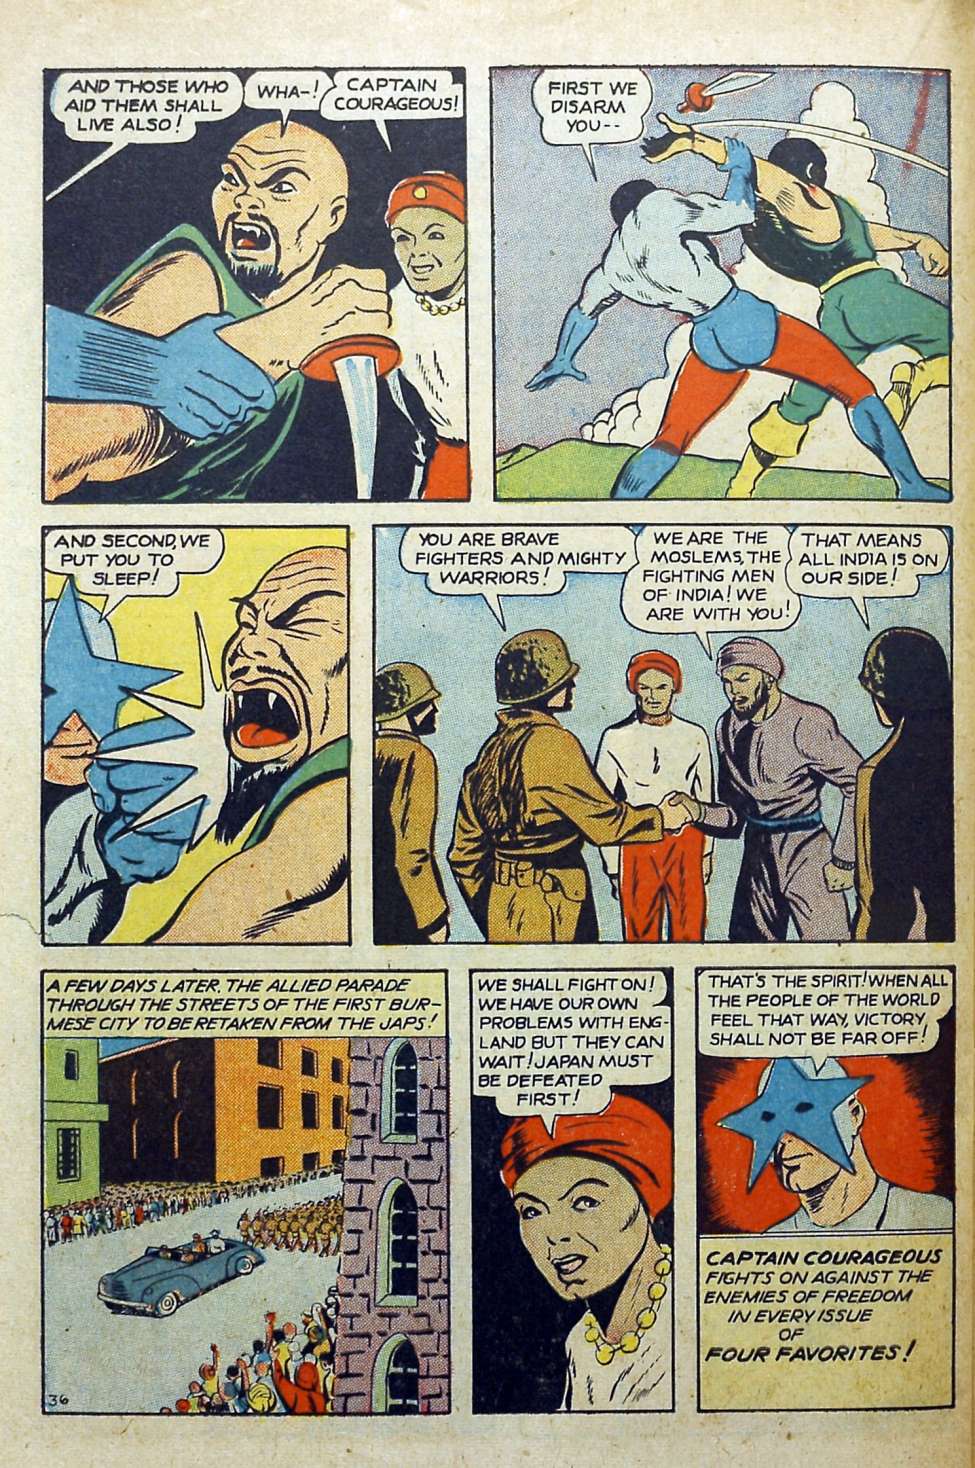 AND THOSE WHO
AID THEM SHALL
LIVE ALSO!
WHA-!
CAPTAIN
COURAGEOUS!
FIRST WE
DISARM
YOU--
AND SECOND, WE
PUT YOU TO
SLEEP!
YOU ARE BRAVE
FIGHTERS AND MIGHTY
WARRIORS!
WE ARE THE
MOSLEMS, THE
FIGHTING MEN
OF INDIA! WE
ARE WITH YOU!
THAT MEANS
ALL INDIA IS ON
OUR SIDE!
A FEW DAYS LATER, THE ALLIED PARADE
THROUGH THE STREETS OF THE FIRST BUR-
MESE CITY TO BE RETAKEN FROM THE JAPS!
36
WE SHALL FIGHT ON!
WE HAVE OUR OWN
PROBLEMS WITH ENG-
LAND BUT THEY CAN
WAIT! JAPAN MUST
BE DEFEATED
FIRST!
THAT'S THE SPIRIT! WHEN ALL
THE PEOPLE OF THE WORLD
FEEL THAT WAY, VICTORY
SHALL NOT BE FAR OFF!
CAPTAIN COURAGEOUS
FIGHTS ON AGAINST THE
ENEMIES OF FREEDOM
IN EVERY ISSUE
OF
FOUR FAVORITES!